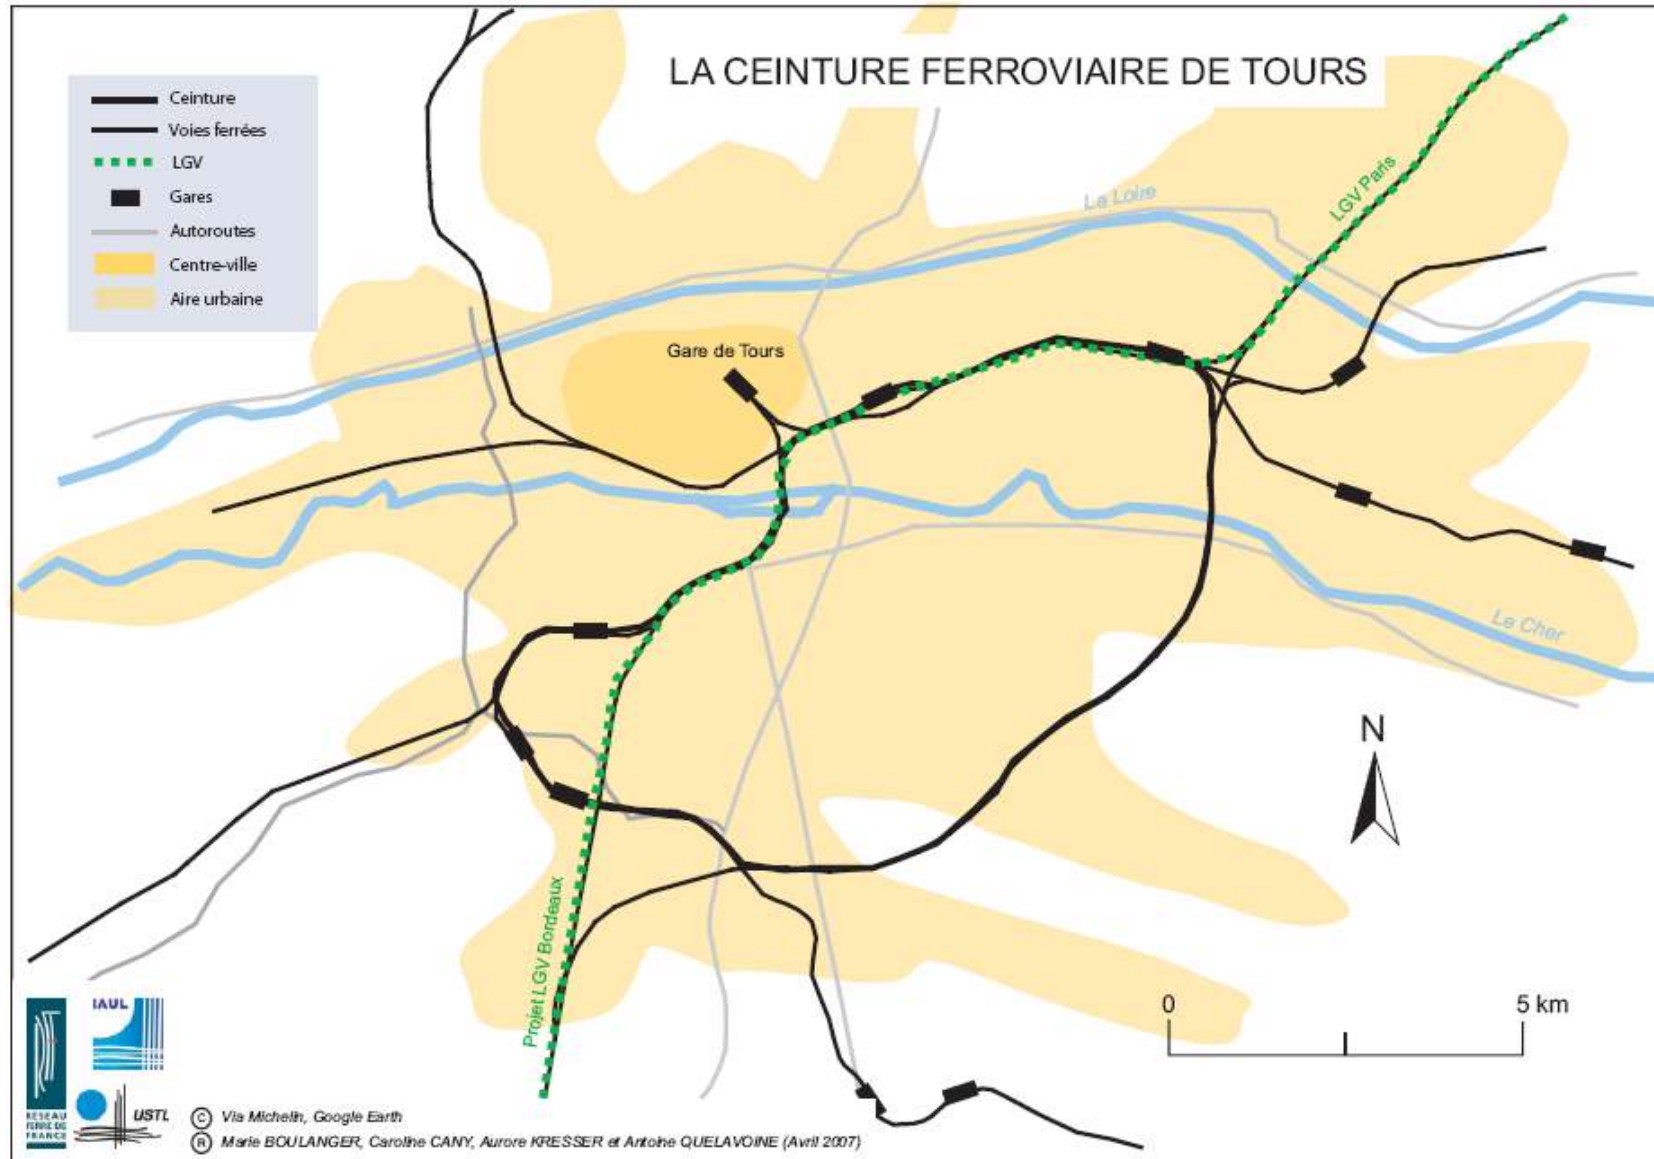 LA CEINTURE FERROVIAIRE DE TOURS
Ceinture
Voies ferrées
LGV
Gares
Autoroutes
Centre-ville
Aire urbaine
La Loire
LGV Paris
Gare de Tours
Le Cher
N
Projet LGV Bordeaux
0 5 km
IAUL
RESEAU
FERRE DE
FRANCE
USTL
C Via Michelin, Google Earth
R Marie BOULANGER, Caroline CANY, Aurore KRESSER et Antoine QUELAVOINE (Avril 2007)